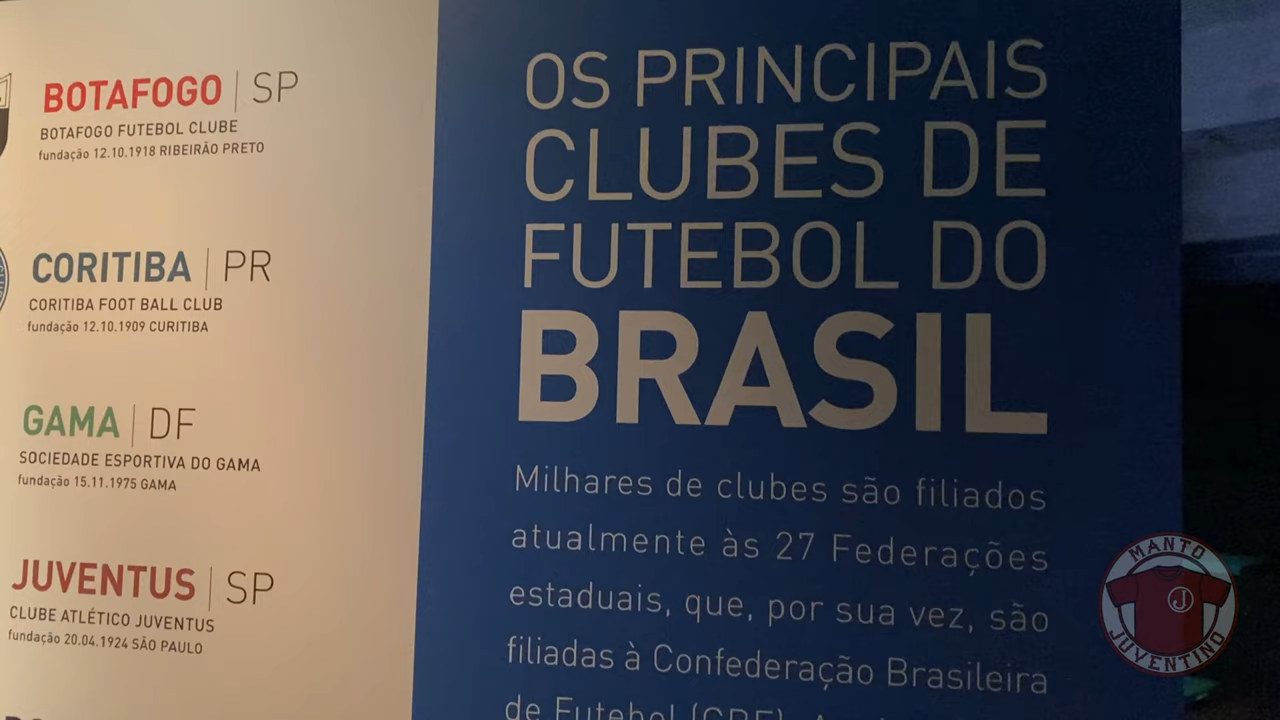 BOTAFOGO | SP
BOTAFOGO FUTEBOL CLUBE
fundação 12.10.1918 RIBEIRÃO PRETO
CORITIBA | PR
CORITIBA FOOT BALL CLUB
fundação 12.10.1909 CURITIBA
GAMA | DF
SOCIEDADE ESPORTIVA DO GAMA
fundação 15.11.1975 GAMA
JUVENTUS | SP
CLUBE ATLÉTICO JUVENTUS
fundação 20.04.1924 SÃO PAULO
OS PRINCIPAIS
CLUBES DE
FUTEBOL DO
BRASIL
Milhares de clubes são filiados
atualmente às 27 Federações
estaduais, que, por sua vez, são
filiadas à Confederação Brasileira
de Futebol (CBF).
MANTO
J
JUVENTINO